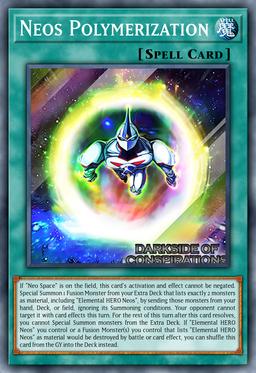 NEOS POLYMERIZATION
SPELL
[SPELL CARD]
DARKSIDE OF
CONSPIRATION
If "Neo Space" is on the field, this card's activation and effect cannot be negated.
Special Summon 1 Fusion Monster from your Extra Deck that lists exactly 2 monsters
as material, including "Elemental HERO Neos", by sending those monsters from your
hand, Deck, or field, ignoring its Summoning conditions. Your opponent cannot
target it with card effects this turn. For the rest of this turn after this card resolves,
you cannot Special Summon monsters from the Extra Deck. If "Elemental HERO
Neos" you control or a Fusion Monster(s) you control that lists "Elemental HERO
Neos" as material would be destroyed by battle or card effect, you can shuffle this
card from the GY into the Deck instead.